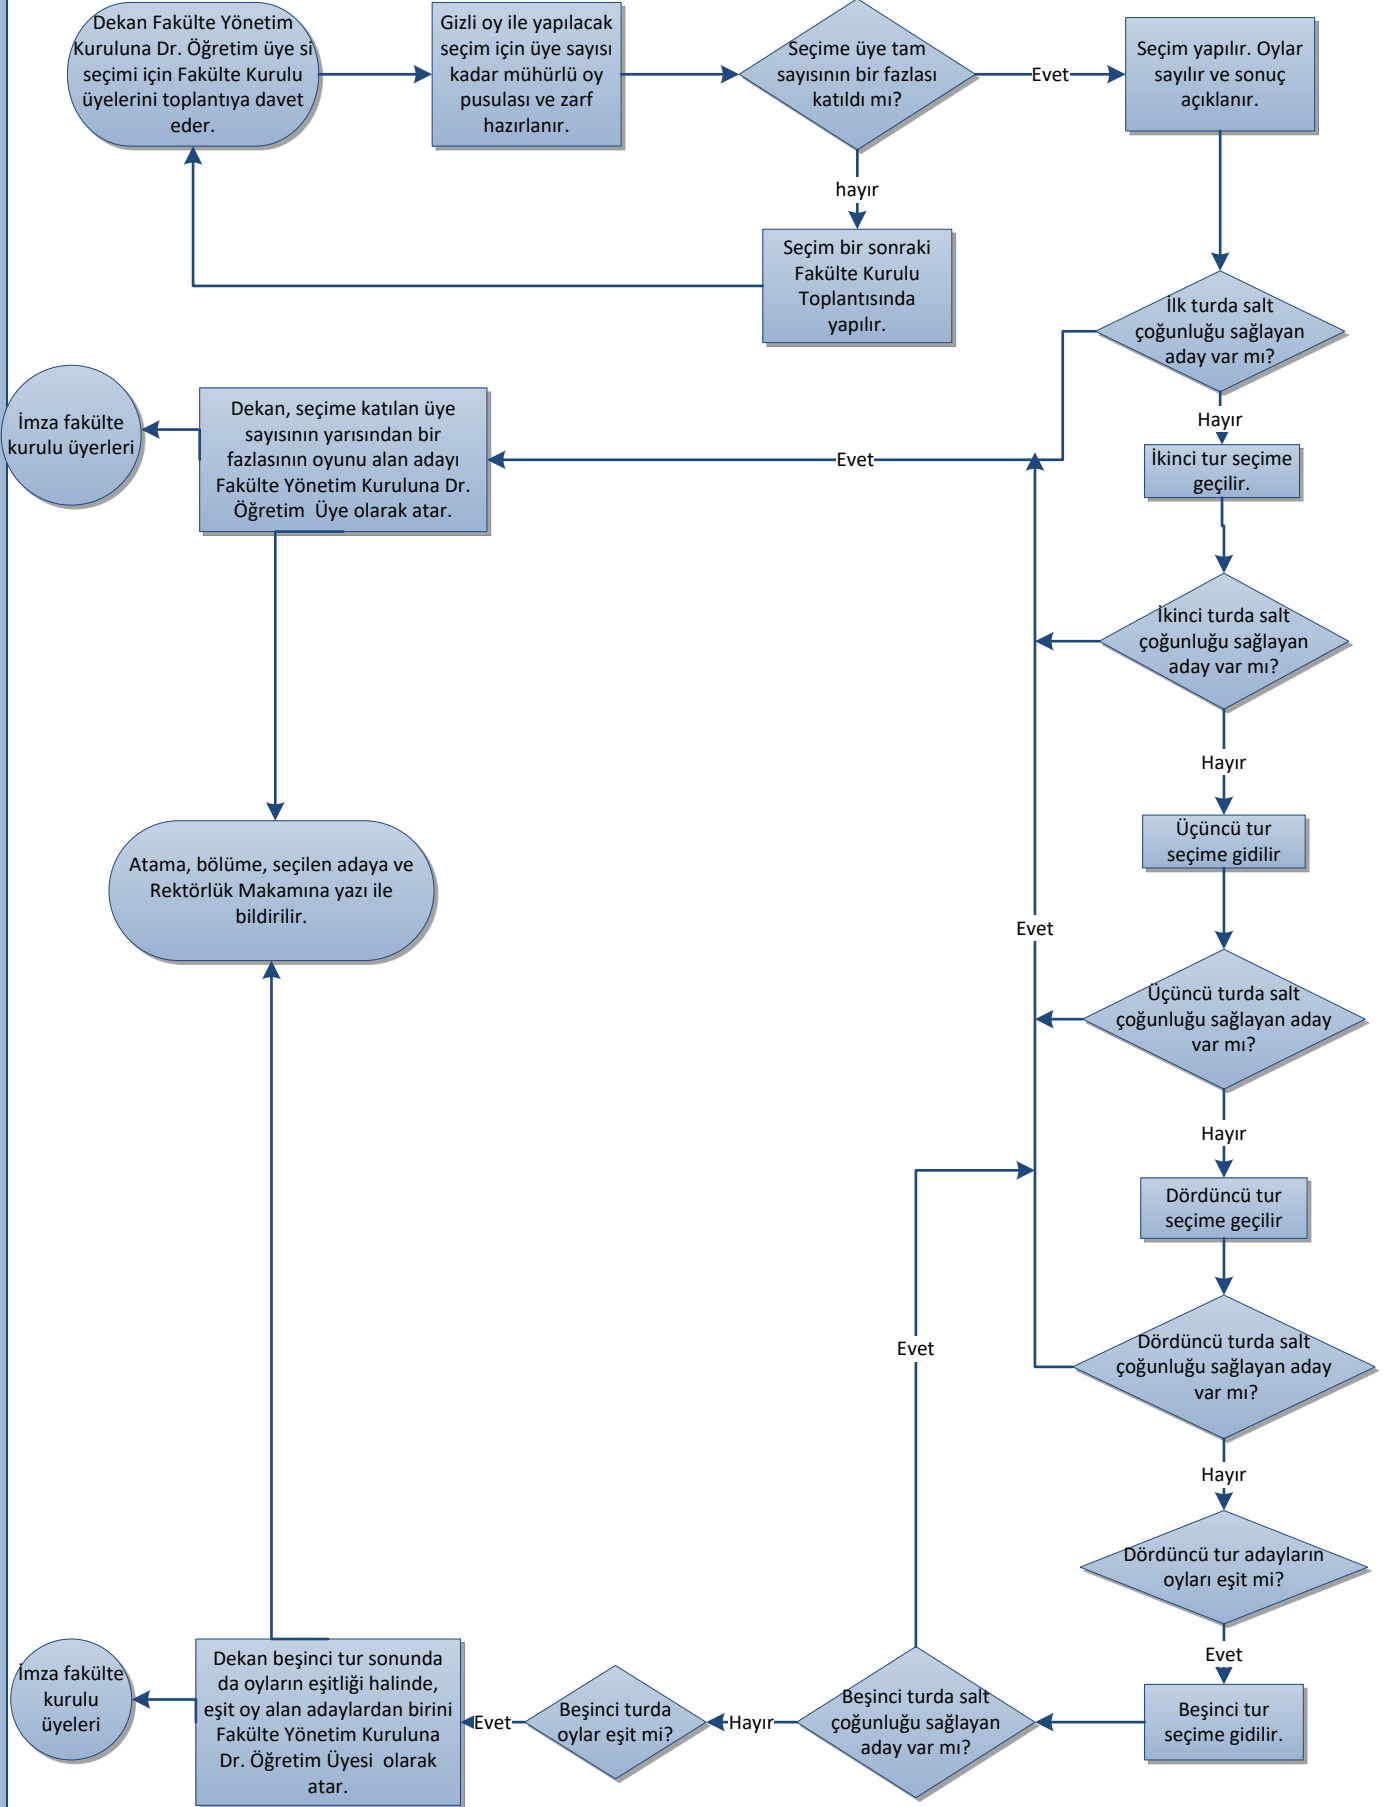 Dekan Fakülte Yönetim
Kuruluna Dr. Öğretim üye si
seçimi için Fakülte Kurulu
üyelerini toplantıya davet
eder.
Gizli oy ile yapılacak
seçim için üye sayısı
kadar mühürlü oy
pusulası ve zarf
hazırlanır.
Seçime üye tam
sayısının bir fazlası
katıldı mı?
Evet
Seçim yapılır. Oylar
sayılır ve sonuç
açıklanır.
hayır
Seçim bir sonraki
Fakülte Kurulu
Toplantısında
yapılır.
İlk turda salt
çoğunluğu sağlayan
aday var mı?
İmza fakülte
kurulu üyerleri
Dekan, seçime katılan üye
sayısının yarısından bir
fazlasının oyunu alan adayı
Fakülte Yönetim Kuruluna Dr.
Öğretim  Üye olarak atar.
Evet
Hayır
İkinci tur seçime
geçilir.
İkinci turda salt
çoğunluğu sağlayan
aday var mı?
Hayır
Üçüncü tur
seçime gidilir
Atama, bölüme, seçilen adaya ve
Rektörlük Makamına yazı ile
bildirilir.
Evet
Üçüncü turda salt
çoğunluğu sağlayan aday
var mı?
Hayır
Dördüncü tur
seçime geçilir
Evet
Dördüncü turda salt
çoğunluğu sağlayan aday
var mı?
Hayır
Dördüncü tur adayların
oyları eşit mi?
Evet
Beşinci tur
seçime gidilir.
Beşinci turda salt
çoğunluğu sağlayan
aday var mı?
Hayır
Beşinci turda
oylar eşit mi?
Evet
Dekan beşinci tur sonunda
da oyların eşitliği halinde,
eşit oy alan adaylardan birini
Fakülte Yönetim Kuruluna
Dr. Öğretim Üyesi  olarak
atar.
İmza fakülte
kurulu
üyeleri